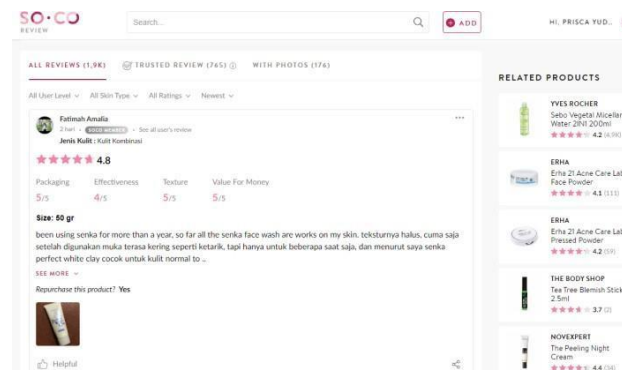 SO·CO
REVIEW
Search...
ADD
HI, PRISCA YUD..
ALL REVIEWS (1,9K)
TRUSTED REVIEW (765)
WITH PHOTOS (176)
All User Level
All Skin Type
All Ratings
Newest
Fatinah Amalia
2 hari
GOLD MEMBER
See all user's review
Jenis Kulit : Kulit Kombinasi
4.8
Packaging Effectiveness Texture Value For Money
5/5 4/5 5/5 5/5
Size: 50 gr
been using senka for more than a year, so far all the senka face wash are works on my skin. teksturnya halus, cuma saja
setelah digunakan muka terasa kering seperti ketarik, tapi hanya untuk beberapa saat saja, dan menurut saya senka
perfect white clay cocok untuk kulit normal to ..
SEE MORE
Repurchase this product? Yes
Helpful
RELATED PRODUCTS
YVES ROCHER
Sebo Vegetal Micellar
Water 2IN1 200ml
4.2
ERHA
Erha 21 Acne Care Lab
Face Powder
4.1 (111)
ERHA
Erha 21 Acne Care Lab
Pressed Powder
4.2 (59)
THE BODY SHOP
Tea Tree Blemish Stick
2.5ml
3.7 (2)
NOVEXPERT
The Peeling Night
Cream
4.4